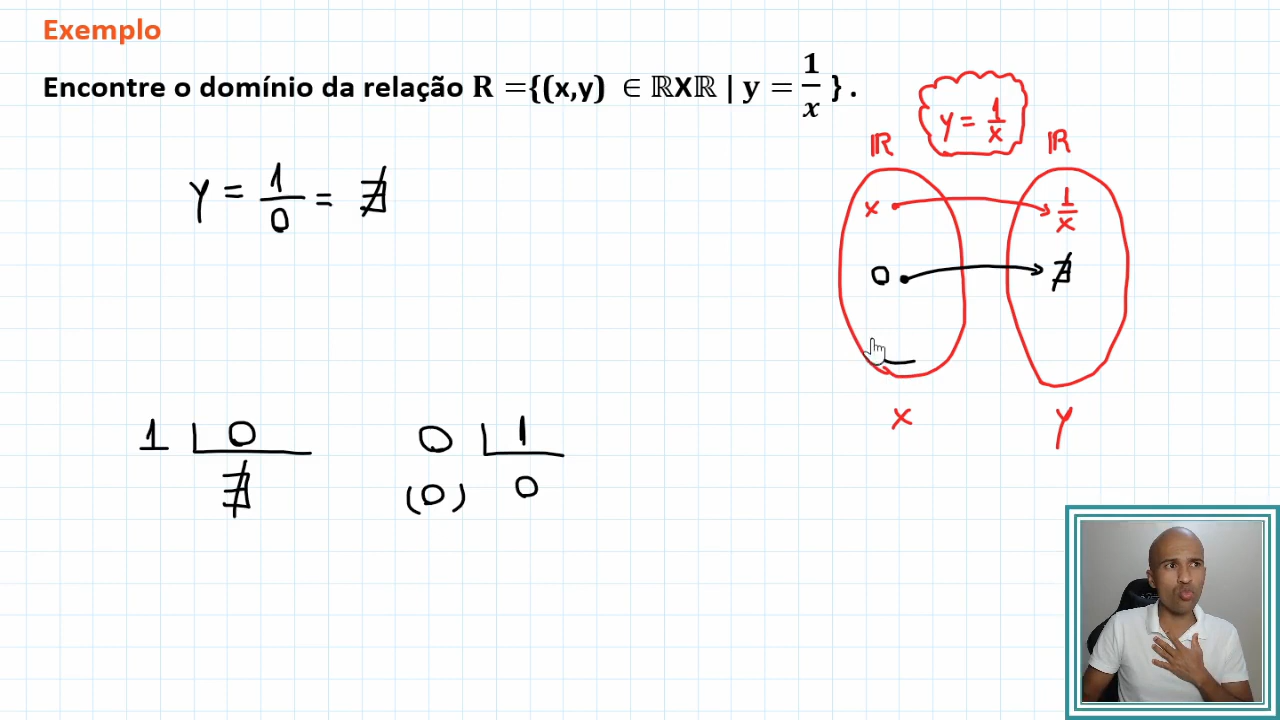 Exemplo
Encontre o domínio da relação R ={(x,y) ∈ ℝXℝ | y = 1/x } .
y = 1/x
ℝ ℝ
y = 1/0 = ∄
x 1/x
0 ∄
x y
1 0
∄
0 1
(0) 0